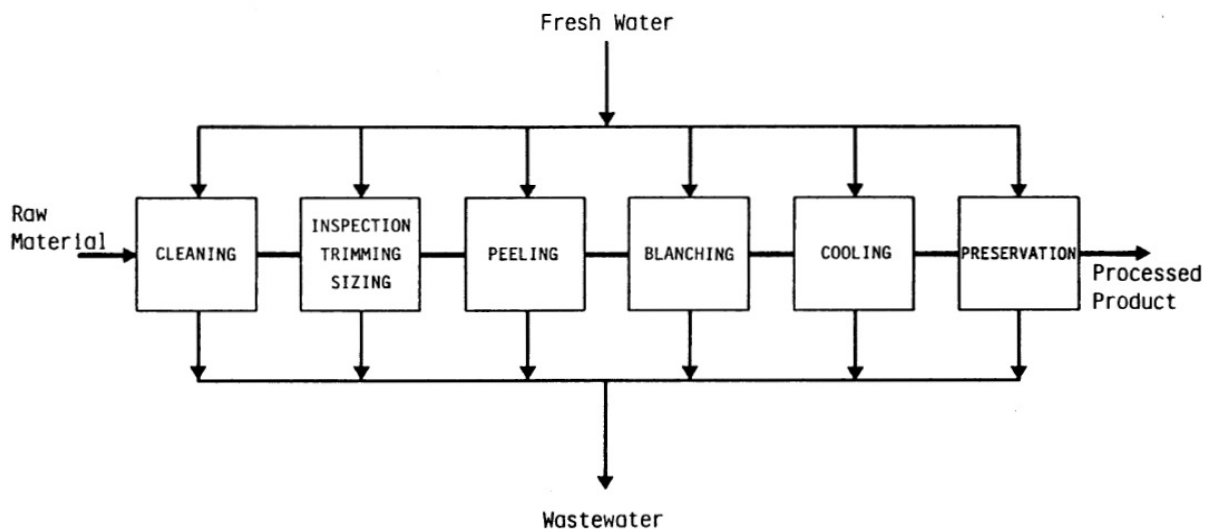 Fresh Water
Raw
Material
CLEANING
INSPECTION
TRIMMING
SIZING
PEELING
BLANCHING
COOLING
PRESERVATION
Processed
Product
Wastewater